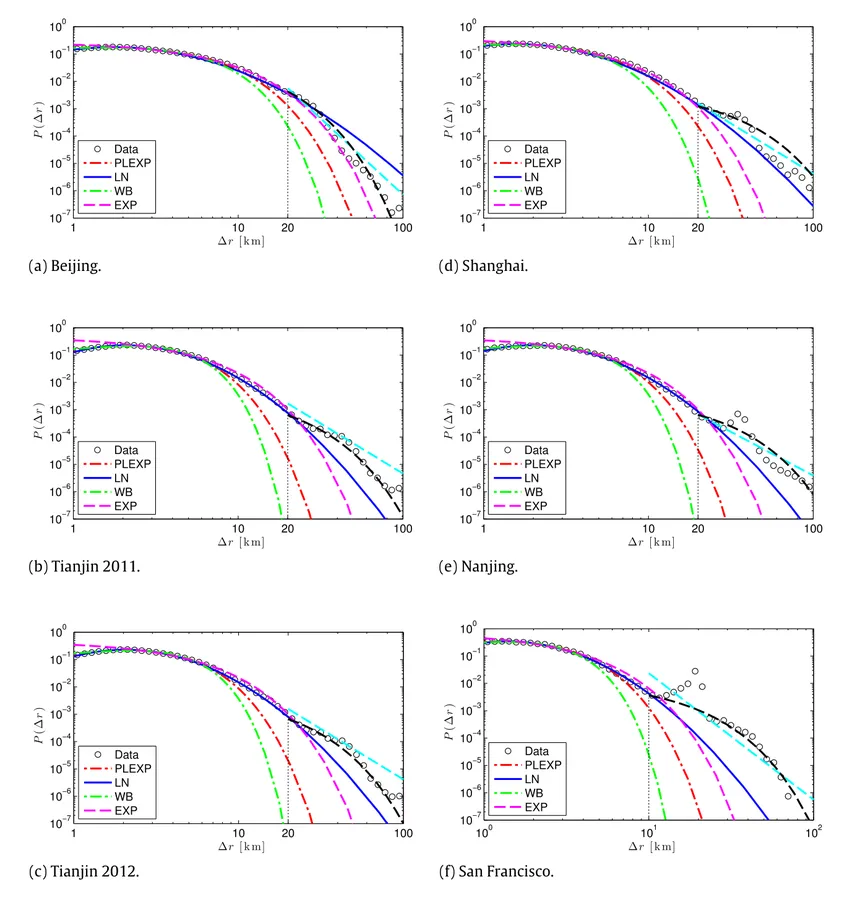 10^0
10^-1
10^-2
10^-3
10^-4
10^-5
10^-6
10^-7
P(Δr)
Data
PLEXP
LN
WB
EXP
1 10 20 100
Δr [km]
(a) Beijing.
10^0
10^-1
10^-2
10^-3
10^-4
10^-5
10^-6
10^-7
P(Δr)
Data
PLEXP
LN
WB
EXP
1 10 20 100
Δr [km]
(d) Shanghai.
10^0
10^-1
10^-2
10^-3
10^-4
10^-5
10^-6
10^-7
P(Δr)
Data
PLEXP
LN
WB
EXP
1 10 20 100
Δr [km]
(b) Tianjin 2011.
10^0
10^-1
10^-2
10^-3
10^-4
10^-5
10^-6
10^-7
P(Δr)
Data
PLEXP
LN
WB
EXP
1 10 20 100
Δr [km]
(e) Nanjing.
10^0
10^-1
10^-2
10^-3
10^-4
10^-5
10^-6
10^-7
P(Δr)
Data
PLEXP
LN
WB
EXP
1 10 20 100
Δr [km]
(c) Tianjin 2012.
10^0
10^-1
10^-2
10^-3
10^-4
10^-5
10^-6
10^-7
P(Δr)
Data
PLEXP
LN
WB
EXP
10^0 10^1 10^2
Δr [km]
(f) San Francisco.